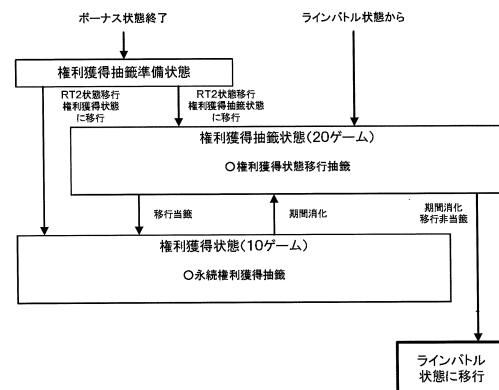 ボーナス状態終了
ラインバトル状態から
権利獲得抽籤準備状態
RT2状態移行
権利獲得状態
に移行
RT2状態移行
権利獲得抽籤状態
に移行
権利獲得抽籤状態(20ゲーム)
○権利獲得状態移行抽籤
移行当籤
期間消化
期間消化
移行非当籤
権利獲得状態(10ゲーム)
○永続権利獲得抽籤
ラインバトル
状態に移行